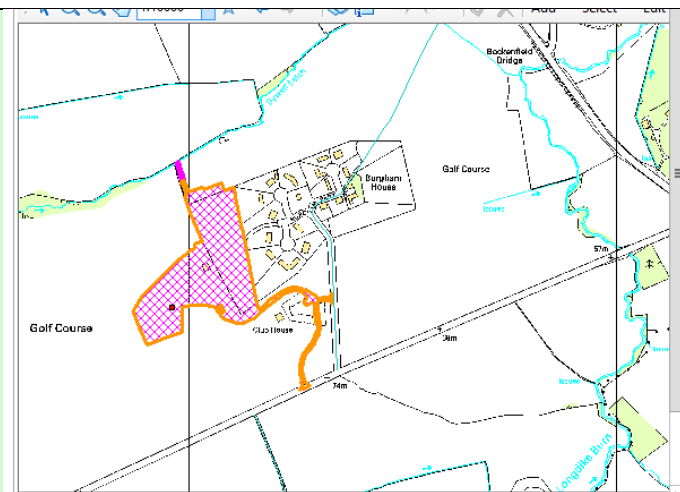 Add
Select
Edit
Bockenfield
Bridge
Golf Course
Burgham
House
Issues
57m
Golf Course
Club House
74m
Issues
Longdike Burn